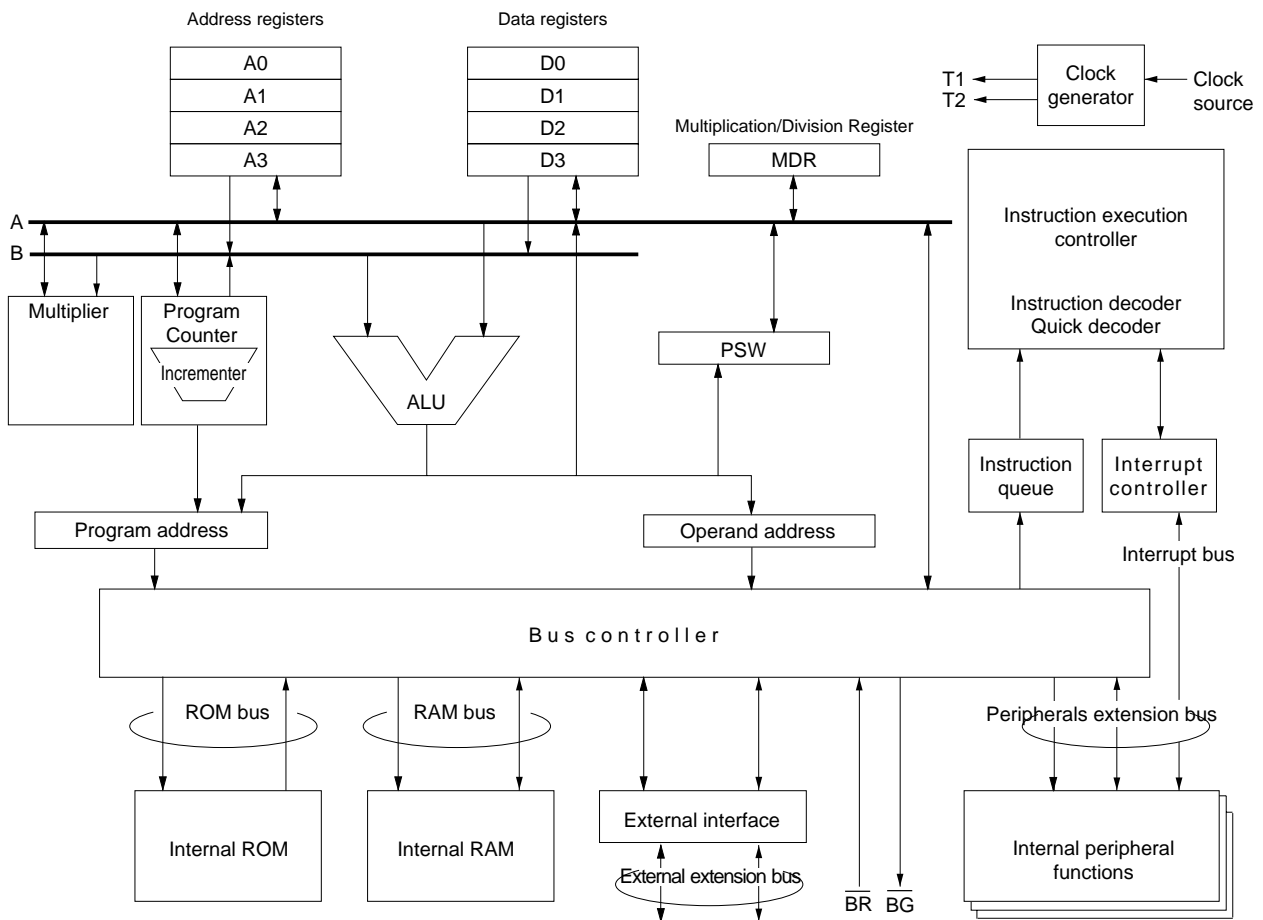 Address registers
Data registers
A0
A1
A2
A3
D0
D1
D2
D3
Multiplication/Division Register
MDR
T1
T2
Clock
generator
Clock
source
A
B
Multiplier
Program
Counter
Incrementer
ALU
PSW
Instruction execution
controller
Instruction decoder
Quick decoder
Instruction
queue
Interrupt
controller
Program address
Operand address
Interrupt bus
Bus controller
ROM bus
RAM bus
Peripherals extension bus
Internal ROM
Internal RAM
External interface
External extension bus
BR
BG
Internal peripheral
functions